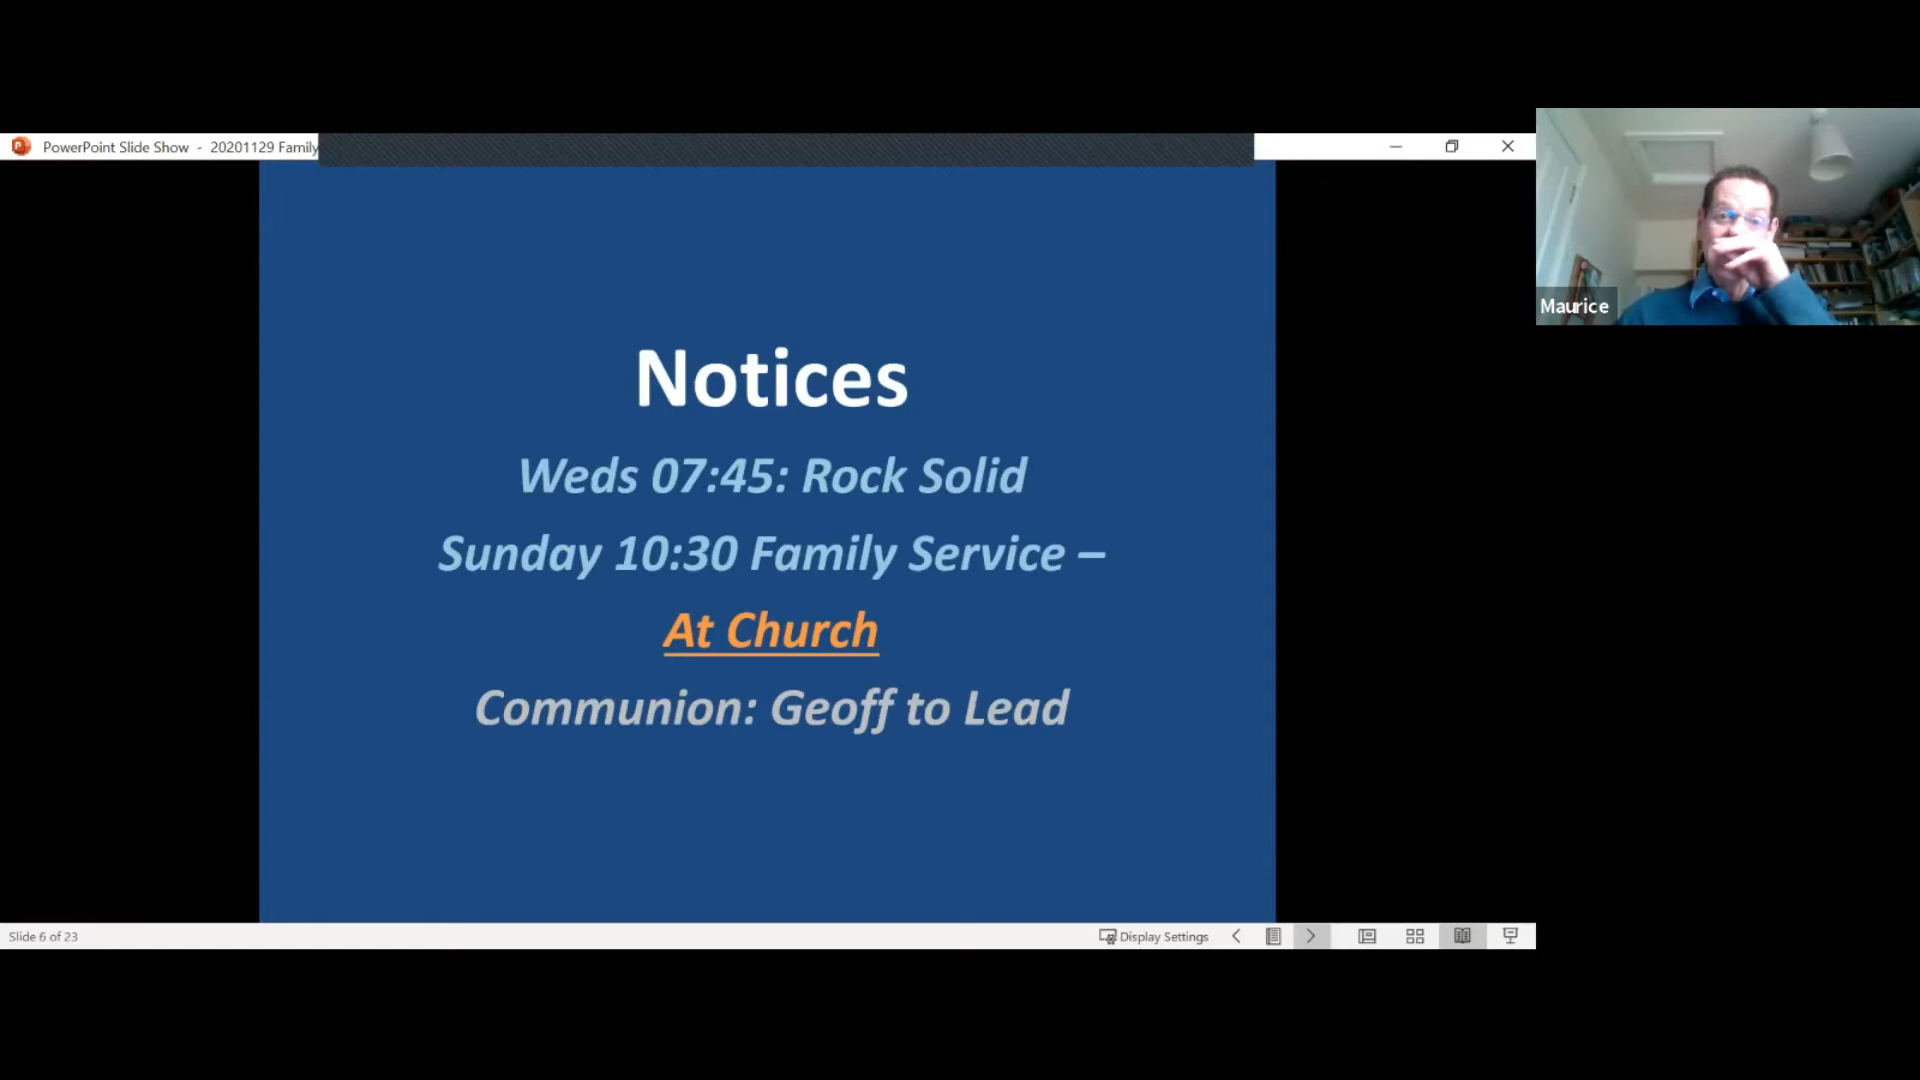 PowerPoint Slide Show - 20201129 Family
Notices
Weds 07:45: Rock Solid
Sunday 10:30 Family Service –
At Church
Communion: Geoff to Lead
Maurice
Slide 6 of 23
Display Settings